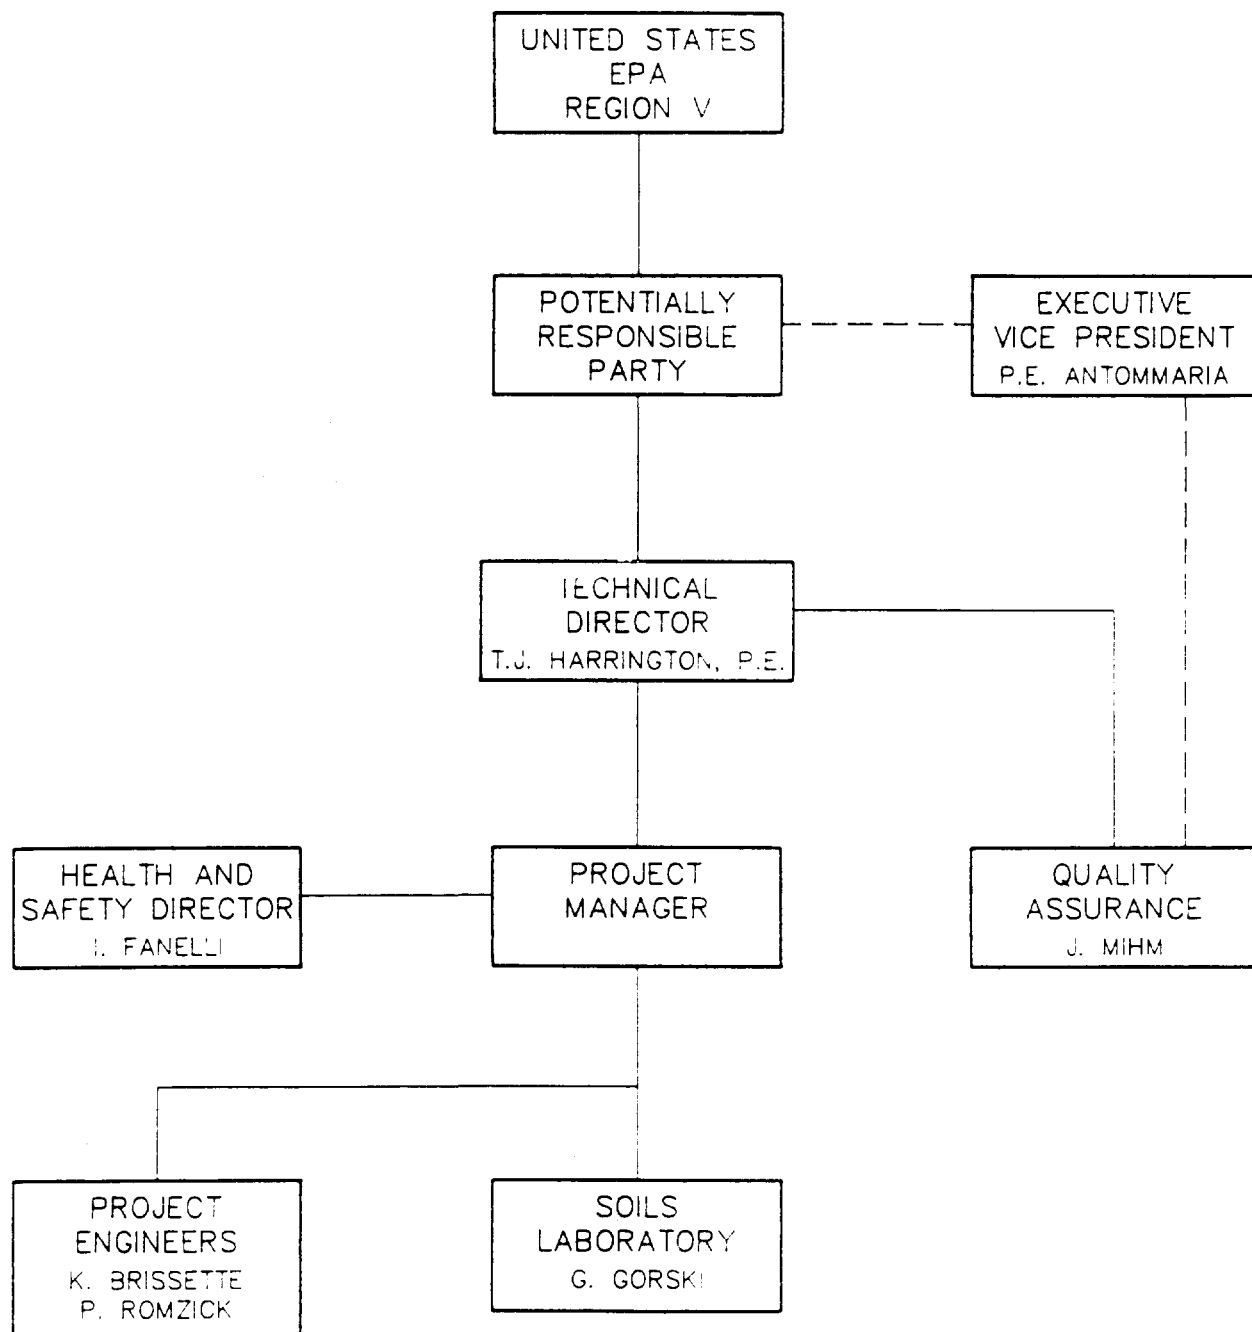 UNITED STATES
EPA
REGION V
POTENTIALLY
RESPONSIBLE
PARTY
EXECUTIVE
VICE PRESIDENT
P.E. ANTOMMARIA
TECHNICAL
DIRECTOR
T.J. HARRINGTON, P.E.
HEALTH AND
SAFETY DIRECTOR
I. FANELLI
PROJECT
MANAGER
QUALITY
ASSURANCE
J. MIHM
PROJECT
ENGINEERS
K. BRISSETTE
P. ROMZICK
SOILS
LABORATORY
G. GORSKI